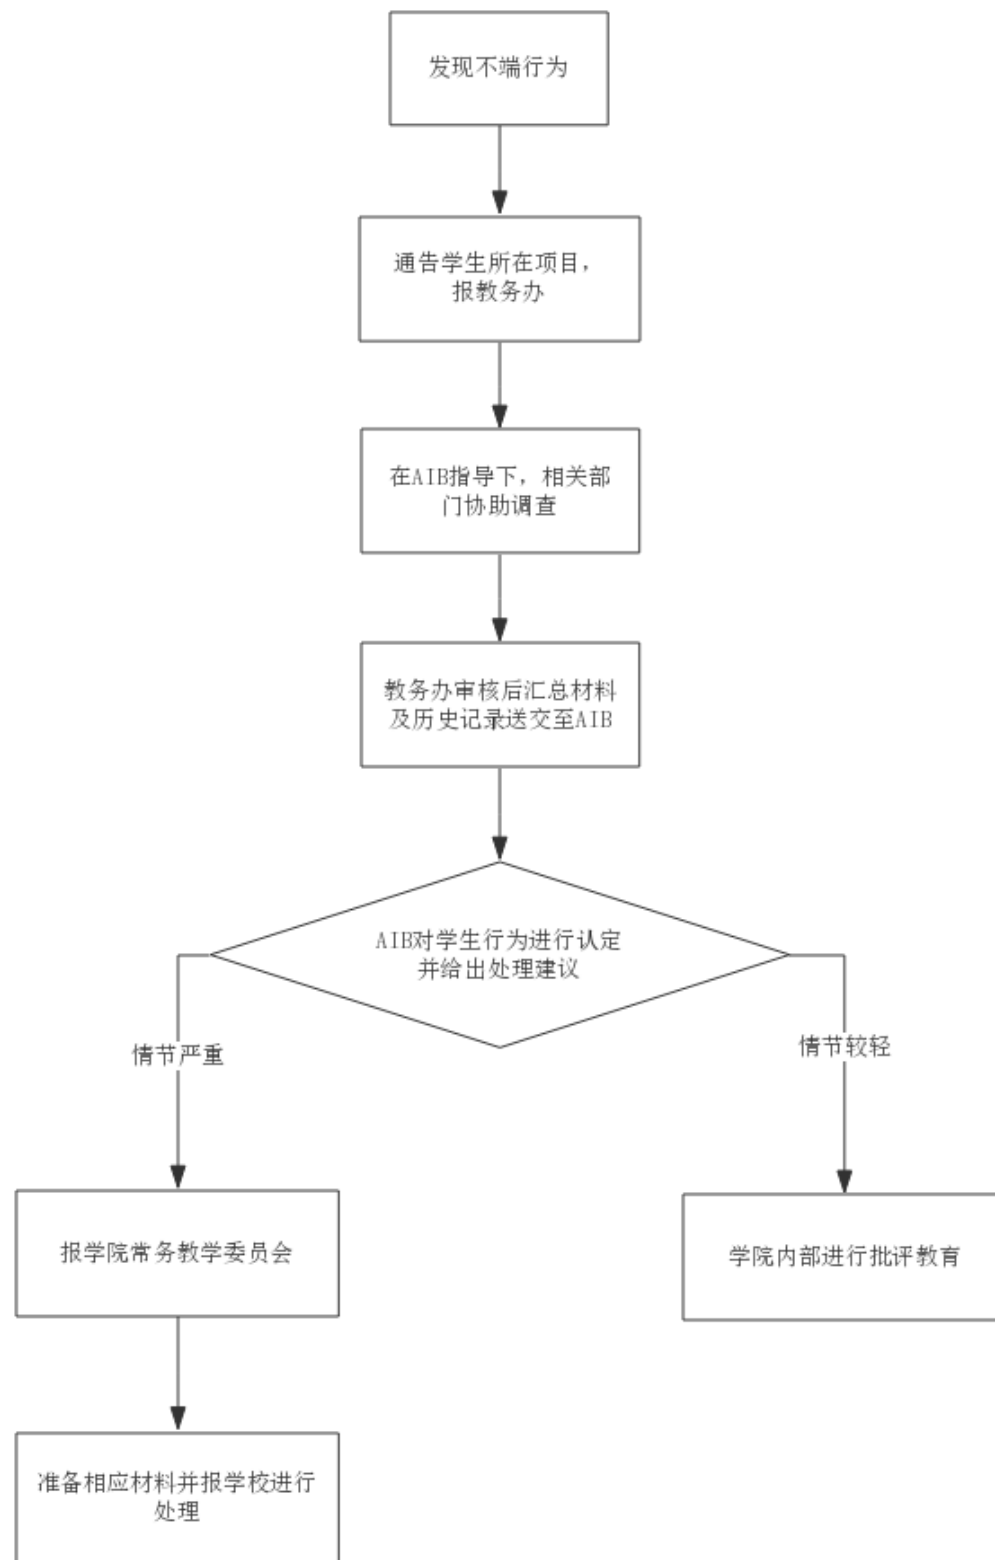 发现不端行为
通告学生所在项目，
报教务办
在AIB指导下，相关部
门协助调查
教务办审核后汇总材料
及历史记录送交至AIB
AIB对学生行为进行认定
并给出处理建议
情节严重
情节较轻
报学院常务教学委员会
学院内部进行批评教育
准备相应材料并报学校进行
处理